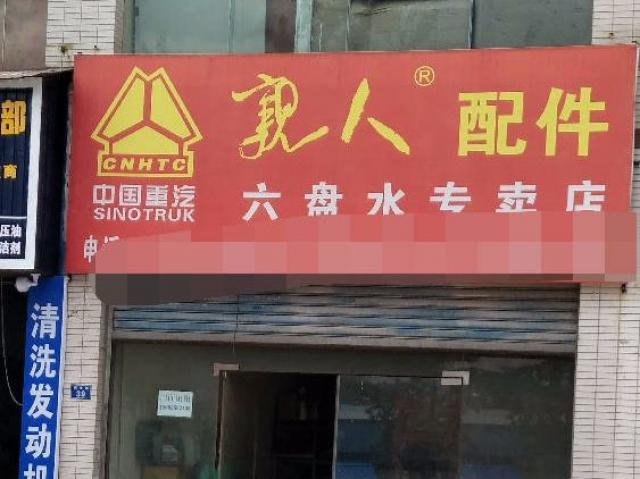 CNHTC
中国重汽
SINOTRUK
親人® 配件
六盘水专卖店
部
商
压油
洁剂
清洗发动机
39